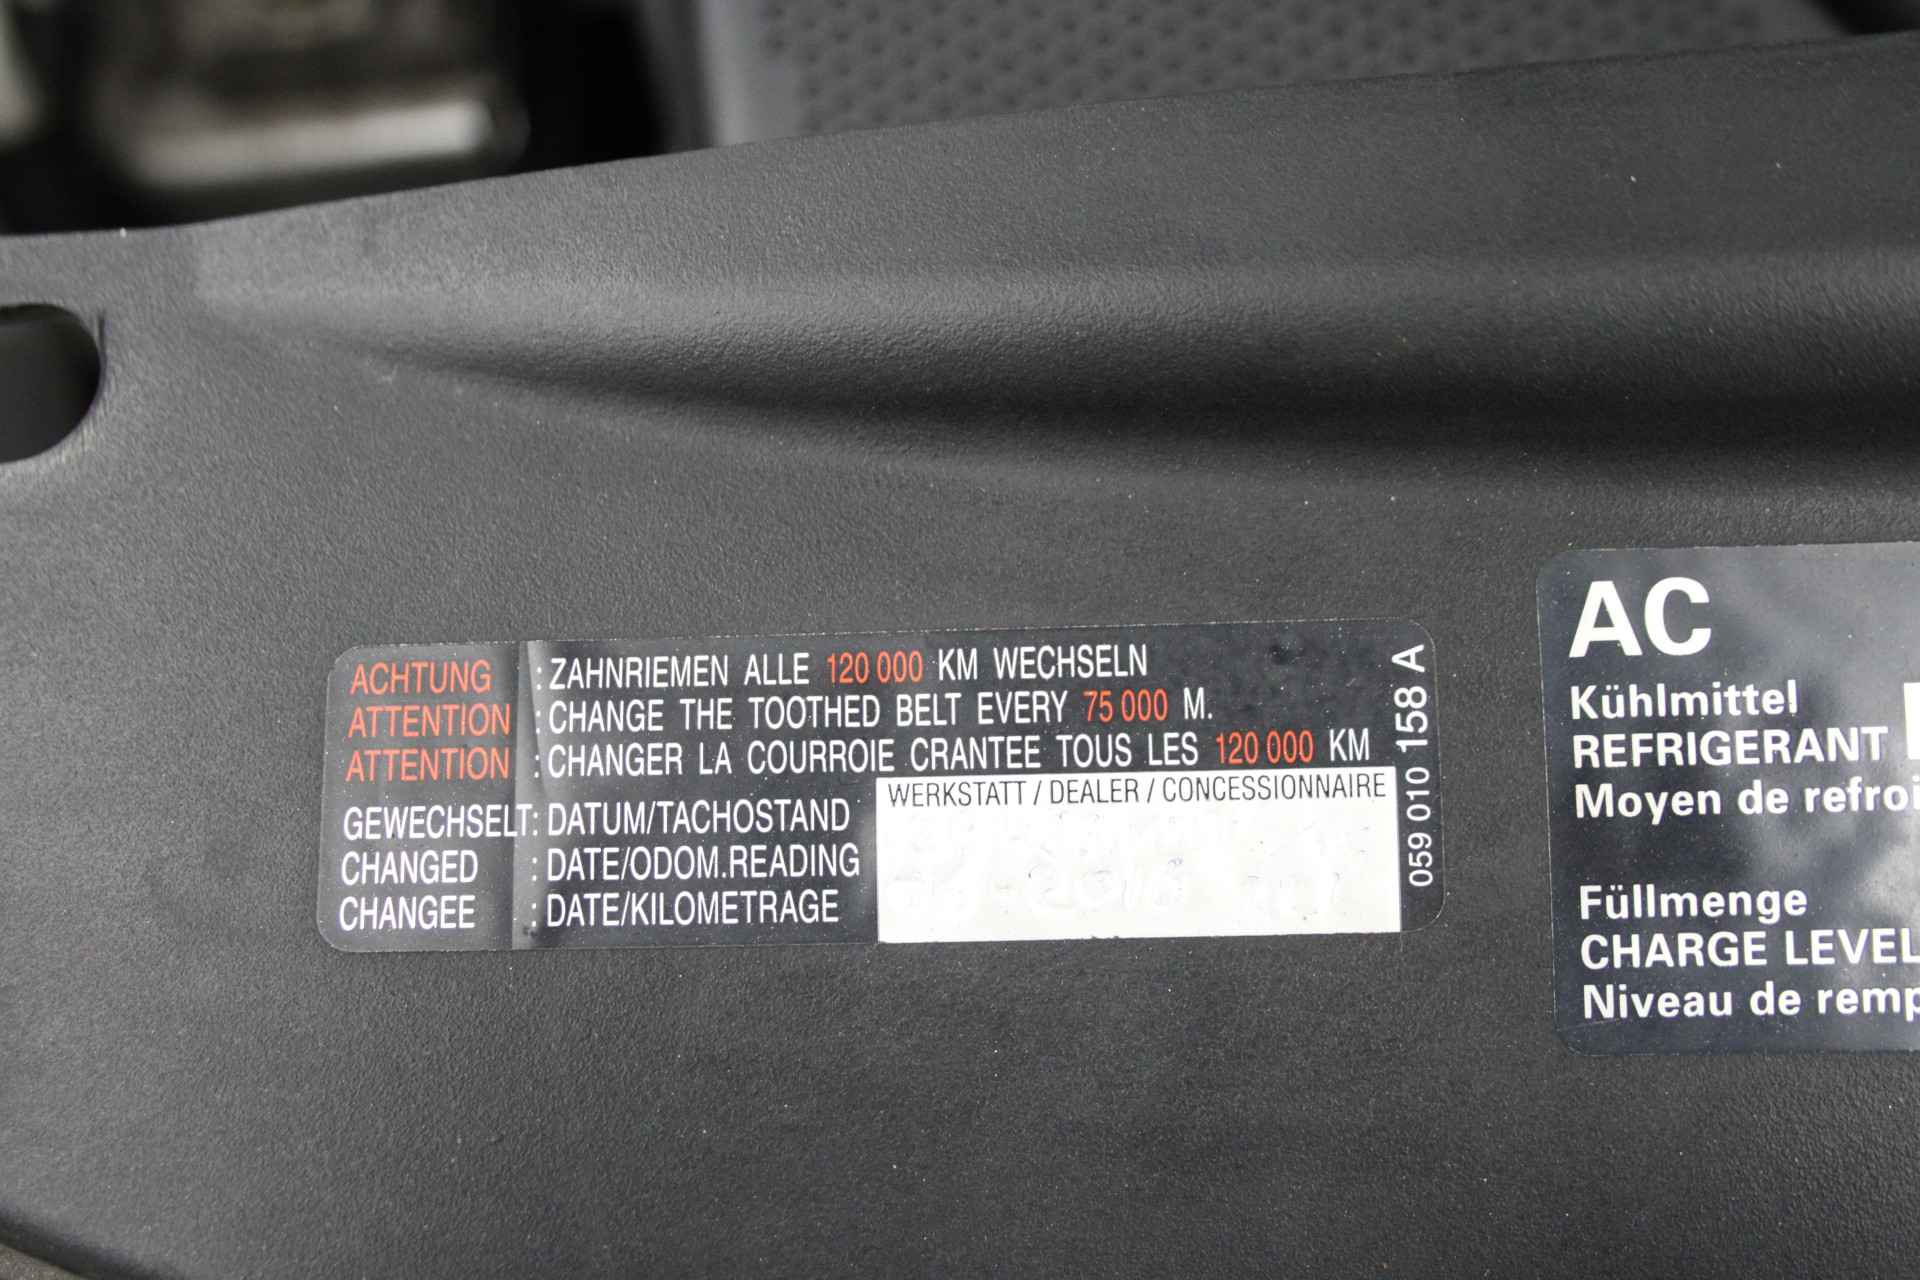 ACHTUNG : ZAHNRIEMEN ALLE 120 000 KM WECHSELN
ATTENTION : CHANGE THE TOOTHED BELT EVERY 75 000 M.
ATTENTION : CHANGER LA COURROIE CRANTEE TOUS LES 120 000 KM
WERKSTATT / DEALER / CONCESSIONNAIRE
GEWECHSELT: DATUM/TACHOSTAND
CHANGED : DATE/ODOM.READING
CHANGEE : DATE/KILOMETRAGE
059 010 158 A
AC
Kühlmittel
REFRIGERANT
Moyen de refroi
Füllmenge
CHARGE LEVEL
Niveau de remp